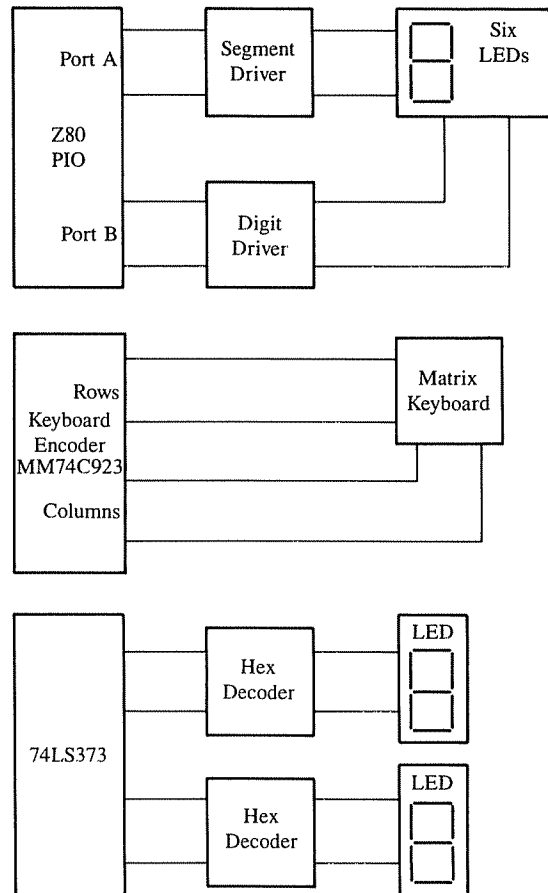 Port A
Z80
PIO
Port B
Segment
Driver
Digit
Driver
Six
LEDs
Rows
Keyboard
Encoder
MM74C923
Columns
Matrix
Keyboard
74LS373
Hex
Decoder
LED
Hex
Decoder
LED